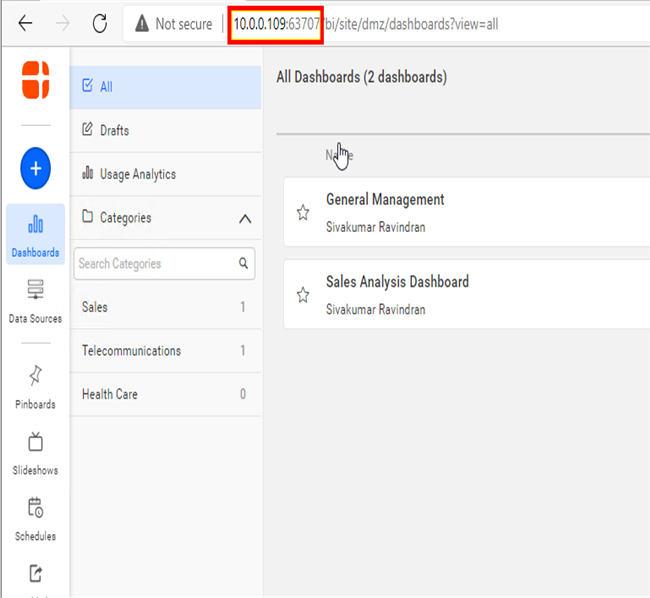 Not secure | 10.0.0.109:63707/bi/site/dmz/dashboards?view=all
All
Drafts
Usage Analytics
Categories
Search Categories
Sales 1
Telecommunications 1
Health Care 0
Dashboards
Data Sources
Pinboards
Slideshows
Schedules
All Dashboards (2 dashboards)
General Management
Sivakumar Ravindran
Sales Analysis Dashboard
Sivakumar Ravindran